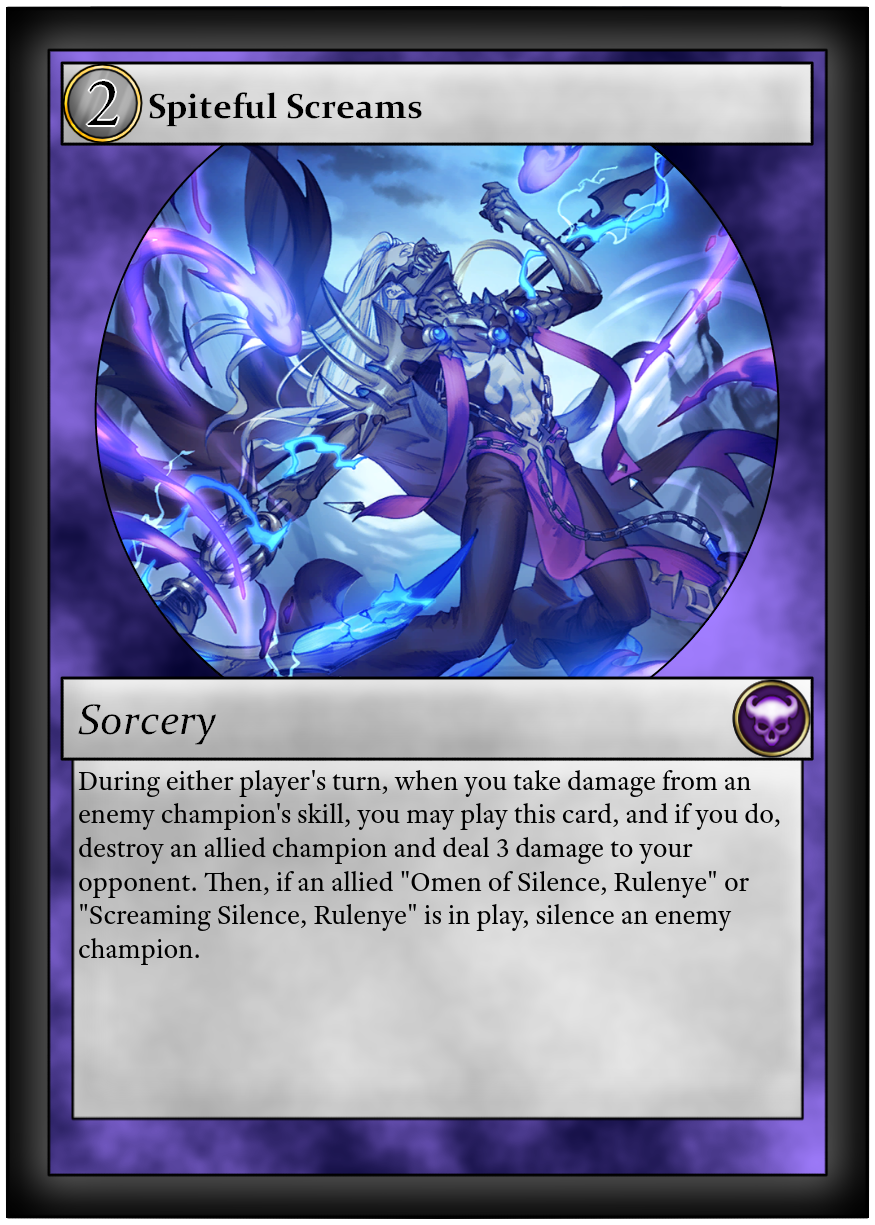 2 Spiteful Screams
Sorcery
During either player's turn, when you take damage from an
enemy champion's skill, you may play this card, and if you do,
destroy an allied champion and deal 3 damage to your
opponent. Then, if an allied "Omen of Silence, Rulenye" or
"Screaming Silence, Rulenye" is in play, silence an enemy
champion.